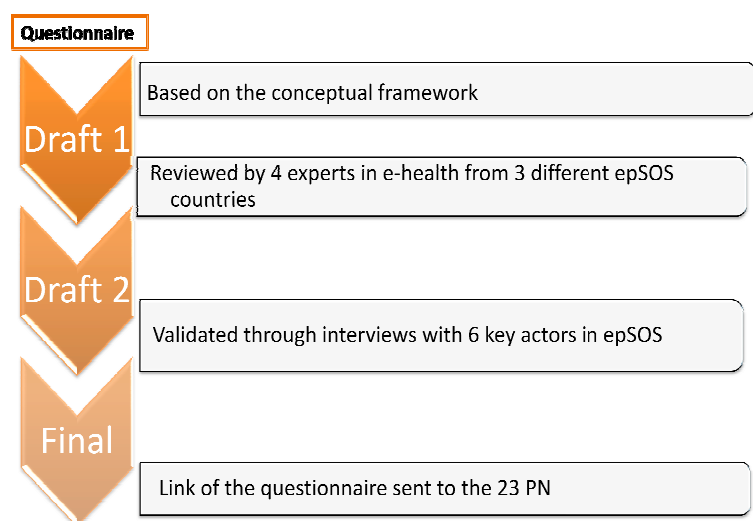 Questionnaire
Draft 1
Based on the conceptual framework
Reviewed by 4 experts in e-health from 3 different epSOS
countries
Draft 2
Validated through interviews with 6 key actors in epSOS
Final
Link of the questionnaire sent to the 23 PN